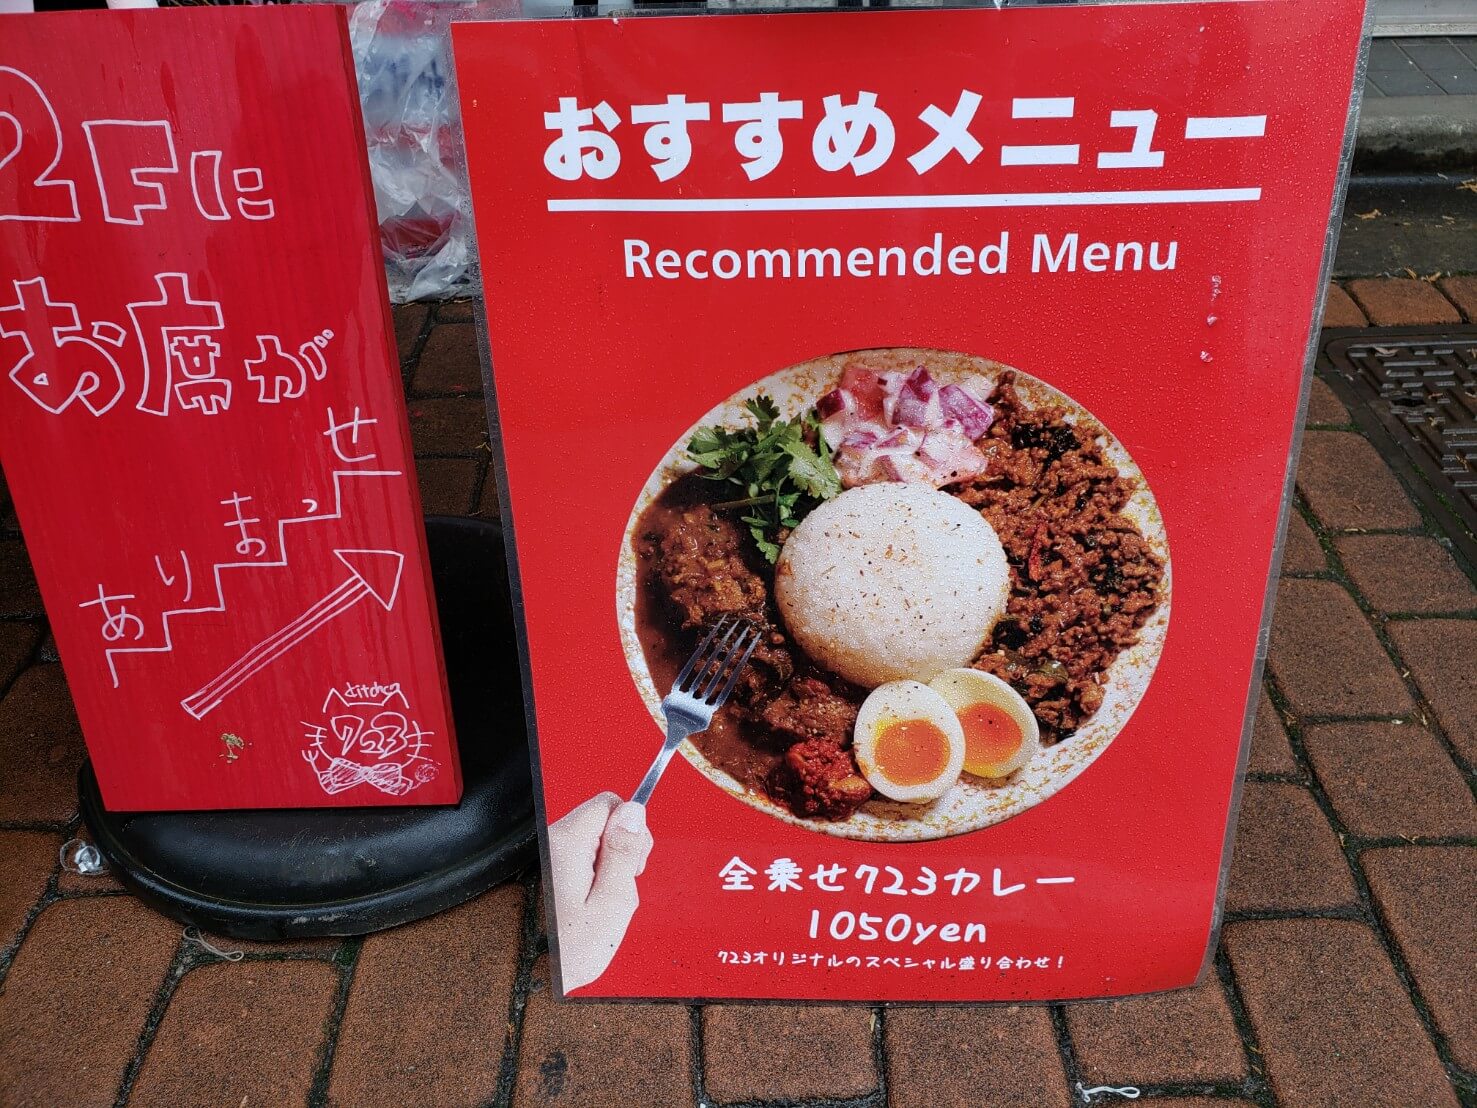 2Fに
お席が
ありまっせ
kitchen
723
おすすめメニュー
Recommended Menu
全乗せ723カレー
1050yen
723オリジナルのスペシャル盛り合わせ！